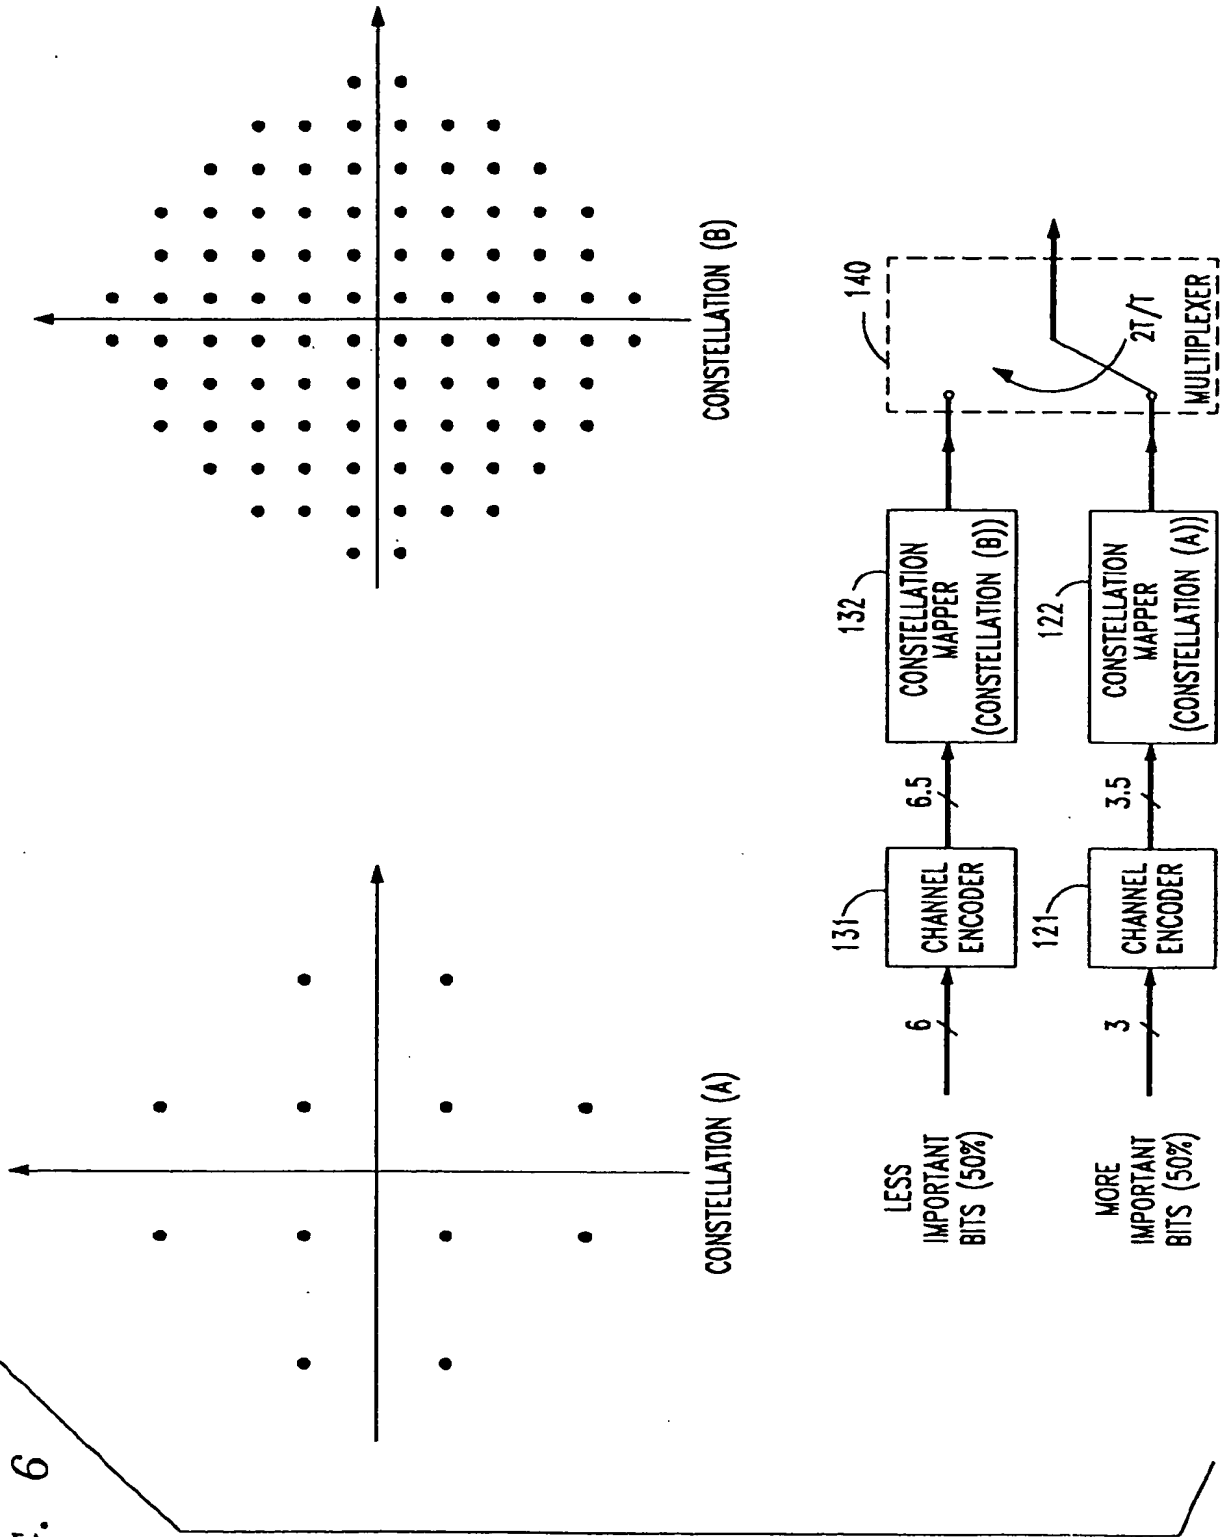 6
CONSTELLATION (A)
CONSTELLATION (B)
LESS
IMPORTANT
BITS (50%)
6
131
CHANNEL
ENCODER
6.5
132
CONSTELLATION
MAPPER
(CONSTELLATION (B))
140
2T/T
MULTIPLEXER
MORE
IMPORTANT
BITS (50%)
3
121
CHANNEL
ENCODER
3.5
122
CONSTELLATION
MAPPER
(CONSTELLATION (A))